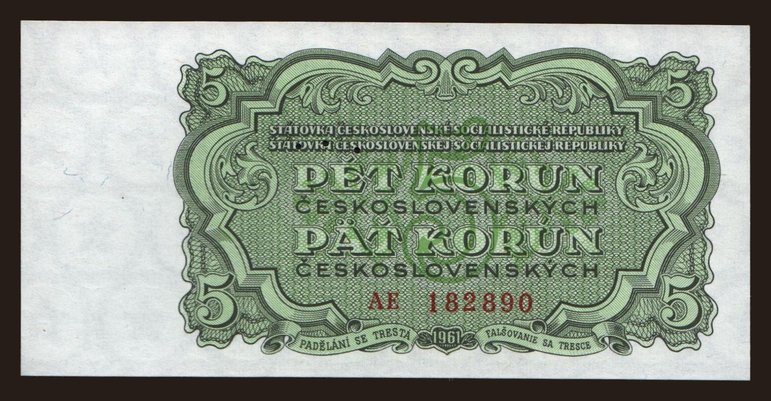 5 5
STÁTOVKA ČESKOSLOVENSKÉ SOCIALISTICKÉ REPUBLIKY
ŠTÁTOVKA ČESKOSLOVENSKEJ SOCIALISTICKEJ REPUBLIKY
PĚT KORUN
ČESKOSLOVENSKÝCH
PÄŤ KORÚN
ČESKOSLOVENSKÝCH
AE 182890
5 5
PADĚLÁNÍ SE TRESTÁ 1961 FALŠOVANIE SA TRESCE